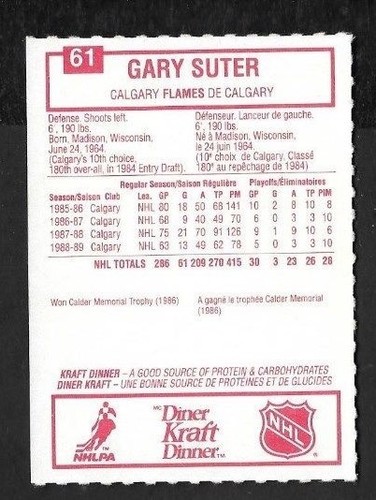 61
GARY SUTER
CALGARY FLAMES DE CALGARY
Defense. Shoots left.
6', 190 lbs.
Born, Madison, Wisconsin,
June 24, 1964.
(Calgary's 10th choice,
180th over-all, in 1984 Entry Draft).
Défenseur. Lanceur de gauche.
6', 190 lbs.
Né à Madison, Wisconsin,
le 24 juin 1964.
(10e choix de Calgary, Classé
180e au repêchage de 1984)
Regular Season/Saison Régulière Playoffs/Éliminatoires
Season/Saison Club Lea. GP G A TP PIM GP G A TP PIM
1985-86 Calgary NHL 80 18 50 68 141 10 2 8 10 8
1986-87 Calgary NHL 68 9 40 49 70 6 0 3 3 10
1987-88 Calgary NHL 75 21 70 91 126 9 1 9 10 6
1988-89 Calgary NHL 63 13 49 62 78 5 0 3 3 10
NHL TOTALS 286 61 209 270 415 30 3 23 26 28
Won Calder Memorial Trophy (1986)
A gagné le trophée Calder Memorial
(1986)
KRAFT DINNER – A GOOD SOURCE OF PROTEIN & CARBOHYDRATES
DINER KRAFT – UNE BONNE SOURCE DE PROTÉINES ET DE GLUCIDES
NHLPA
MC Diner
Kraft
Dinner TM
NHL